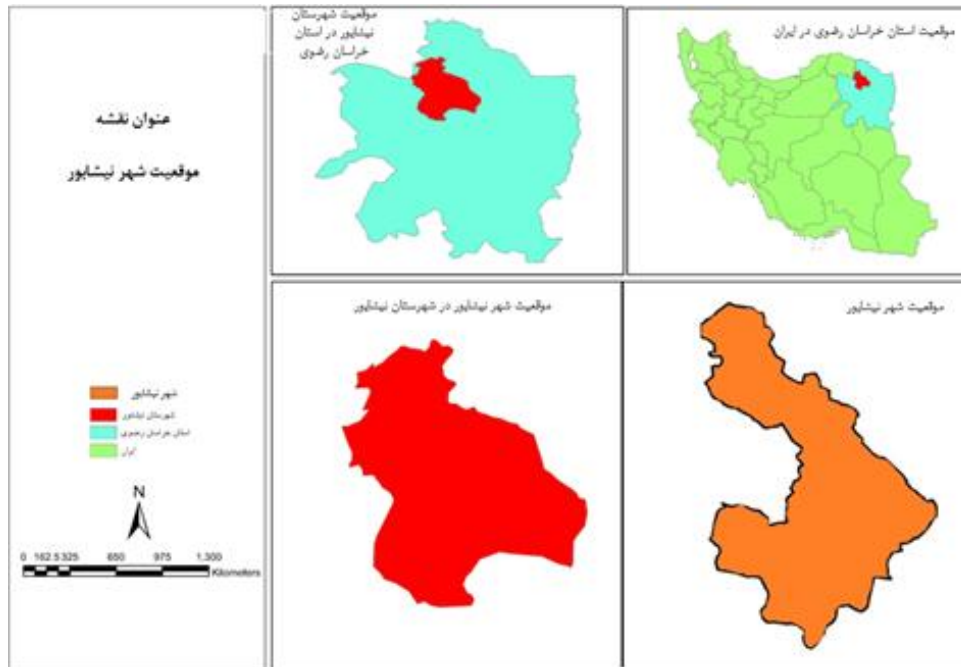 موقعیت استان خراسان رضوی در ایران
موقعیت شهرستان
نیشابور در استان
خراسان رضوی
عنوان نقشه
موقعیت شهر نیشابور
موقعیت شهر نیشابور
موقعیت شهر نیشابور در شهرستان نیشابور
شهر نیشابور
شهرستان نیشابور
استان خراسان رضوی
ایران
N
0 162.5 325 650 975 1,300
Kilometers